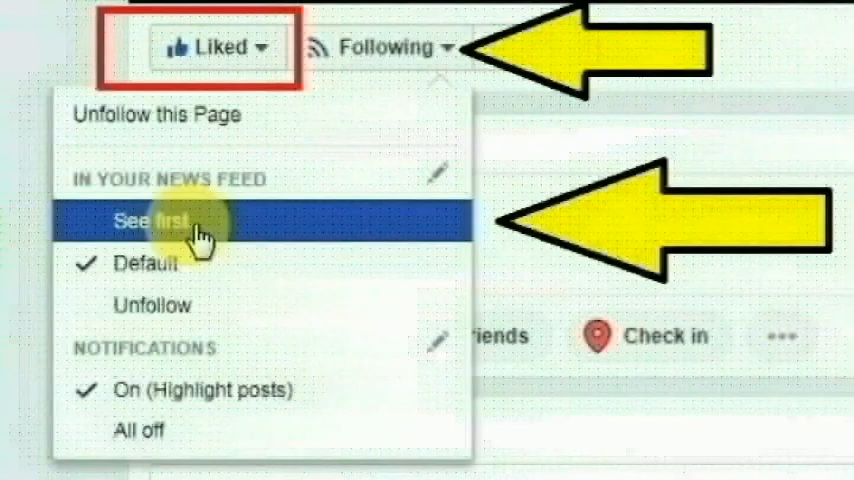 Liked Following
Unfollow this Page
IN YOUR NEWS FEED
See first
Default
Unfollow
riends Check in
NOTIFICATIONS
On (Highlight posts)
All off